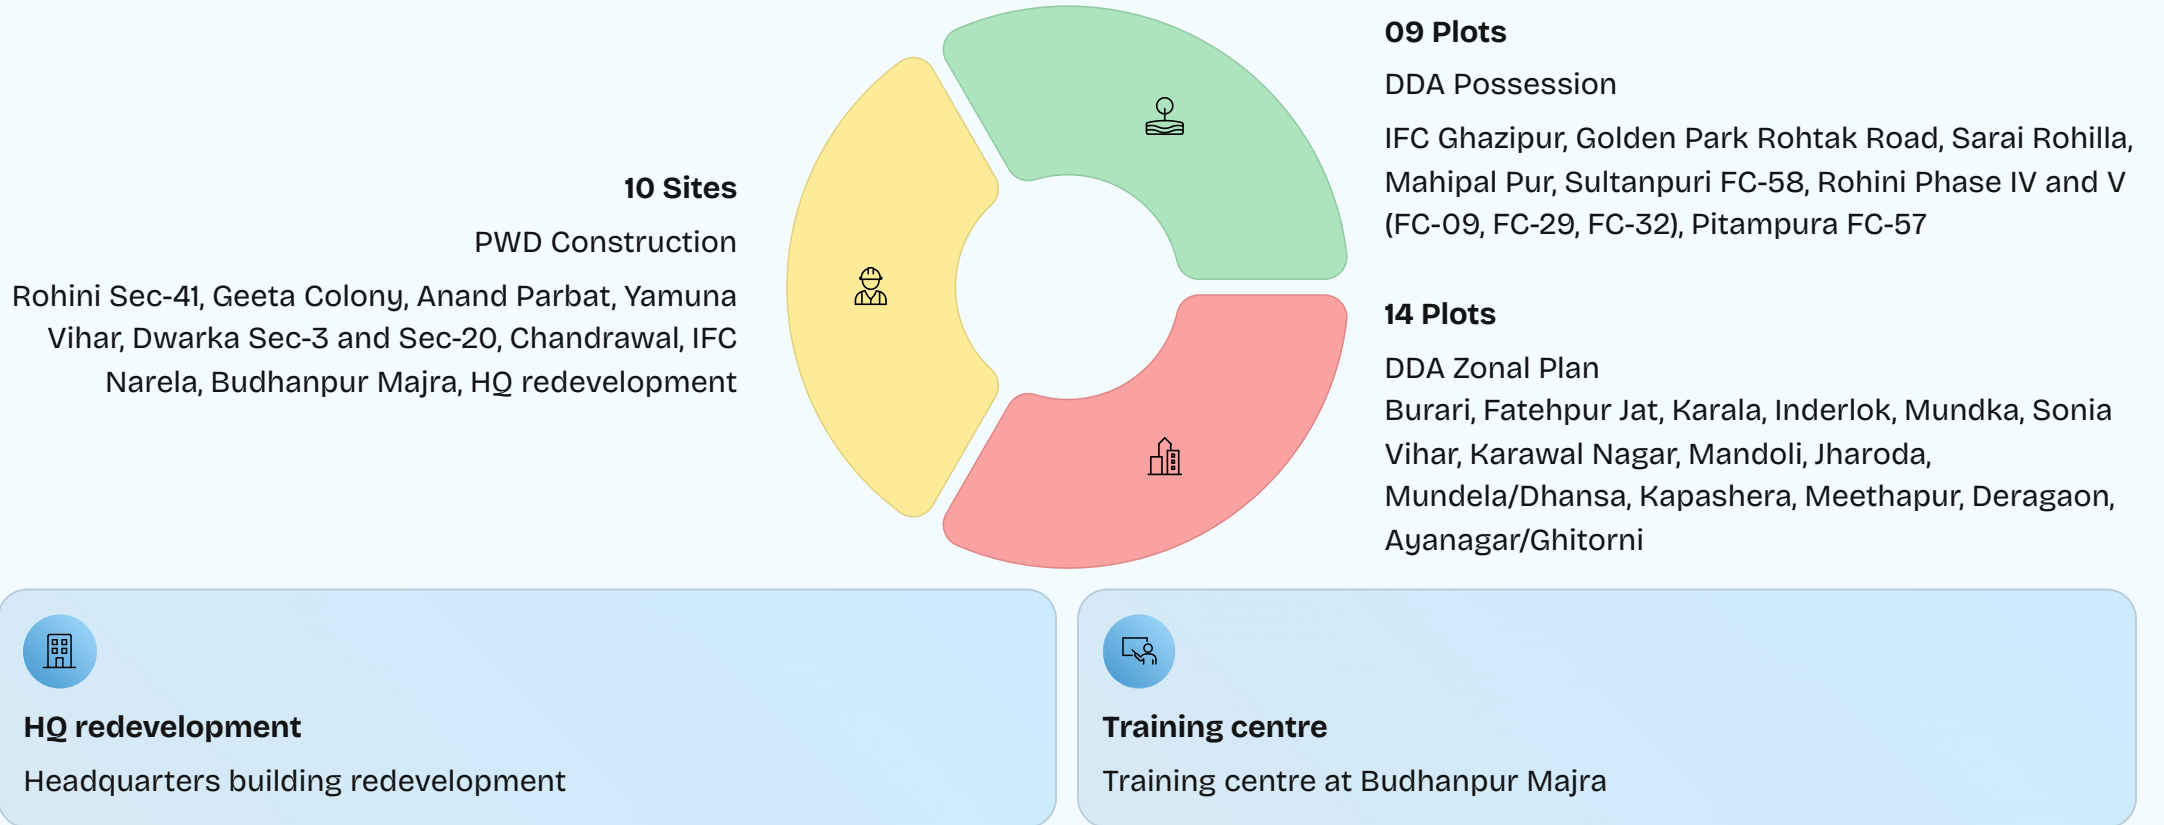 10 Sites
PWD Construction
Rohini Sec-41, Geeta Colony, Anand Parbat, Yamuna
Vihar, Dwarka Sec-3 and Sec-20, Chandrawal, IFC
Narela, Budhanpur Majra, HQ redevelopment
09 Plots
DDA Possession
IFC Ghazipur, Golden Park Rohtak Road, Sarai Rohilla,
Mahipal Pur, Sultanpuri FC-58, Rohini Phase IV and V
(FC-09, FC-29, FC-32), Pitampura FC-57
14 Plots
DDA Zonal Plan
Burari, Fatehpur Jat, Karala, Inderlok, Mundka, Sonia
Vihar, Karawal Nagar, Mandoli, Jharoda,
Mundela/Dhansa, Kapashera, Meethapur, Deragaon,
Ayanagar/Ghitorni
HQ redevelopment
Headquarters building redevelopment
Training centre
Training centre at Budhanpur Majra